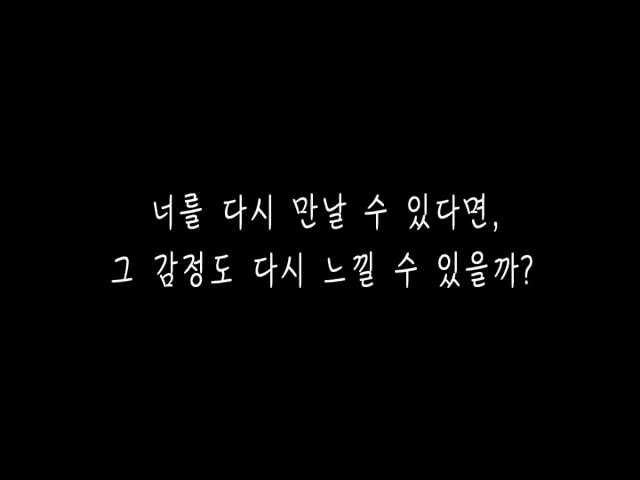 너를 다시 만날 수 있다면,
그 감정도 다시 느낄 수 있을까?